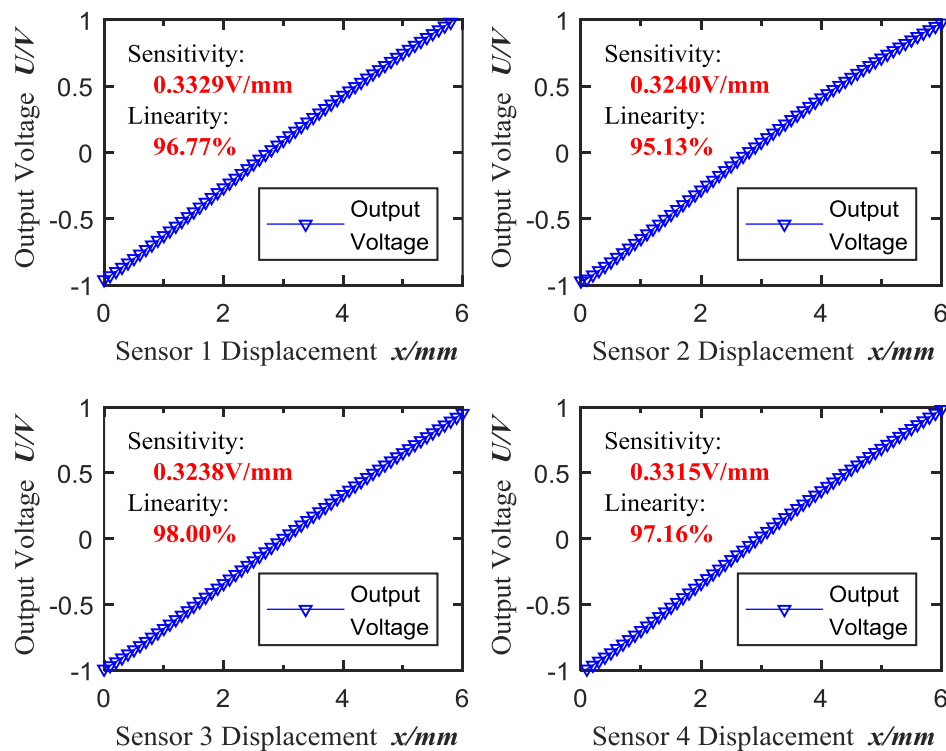 Output Voltage U/V
1
0.5
0
-0.5
-1
Sensitivity:
0.3329V/mm
Linearity:
96.77%
Output
Voltage
0 2 4 6
Sensor 1 Displacement x/mm
Output Voltage U/V
1
0.5
0
-0.5
-1
Sensitivity:
0.3240V/mm
Linearity:
95.13%
Output
Voltage
0 2 4 6
Sensor 2 Displacement x/mm
Output Voltage U/V
1
0.5
0
-0.5
-1
Sensitivity:
0.3238V/mm
Linearity:
98.00%
Output
Voltage
0 2 4 6
Sensor 3 Displacement x/mm
Output Voltage U/V
1
0.5
0
-0.5
-1
Sensitivity:
0.3315V/mm
Linearity:
97.16%
Output
Voltage
0 2 4 6
Sensor 4 Displacement x/mm